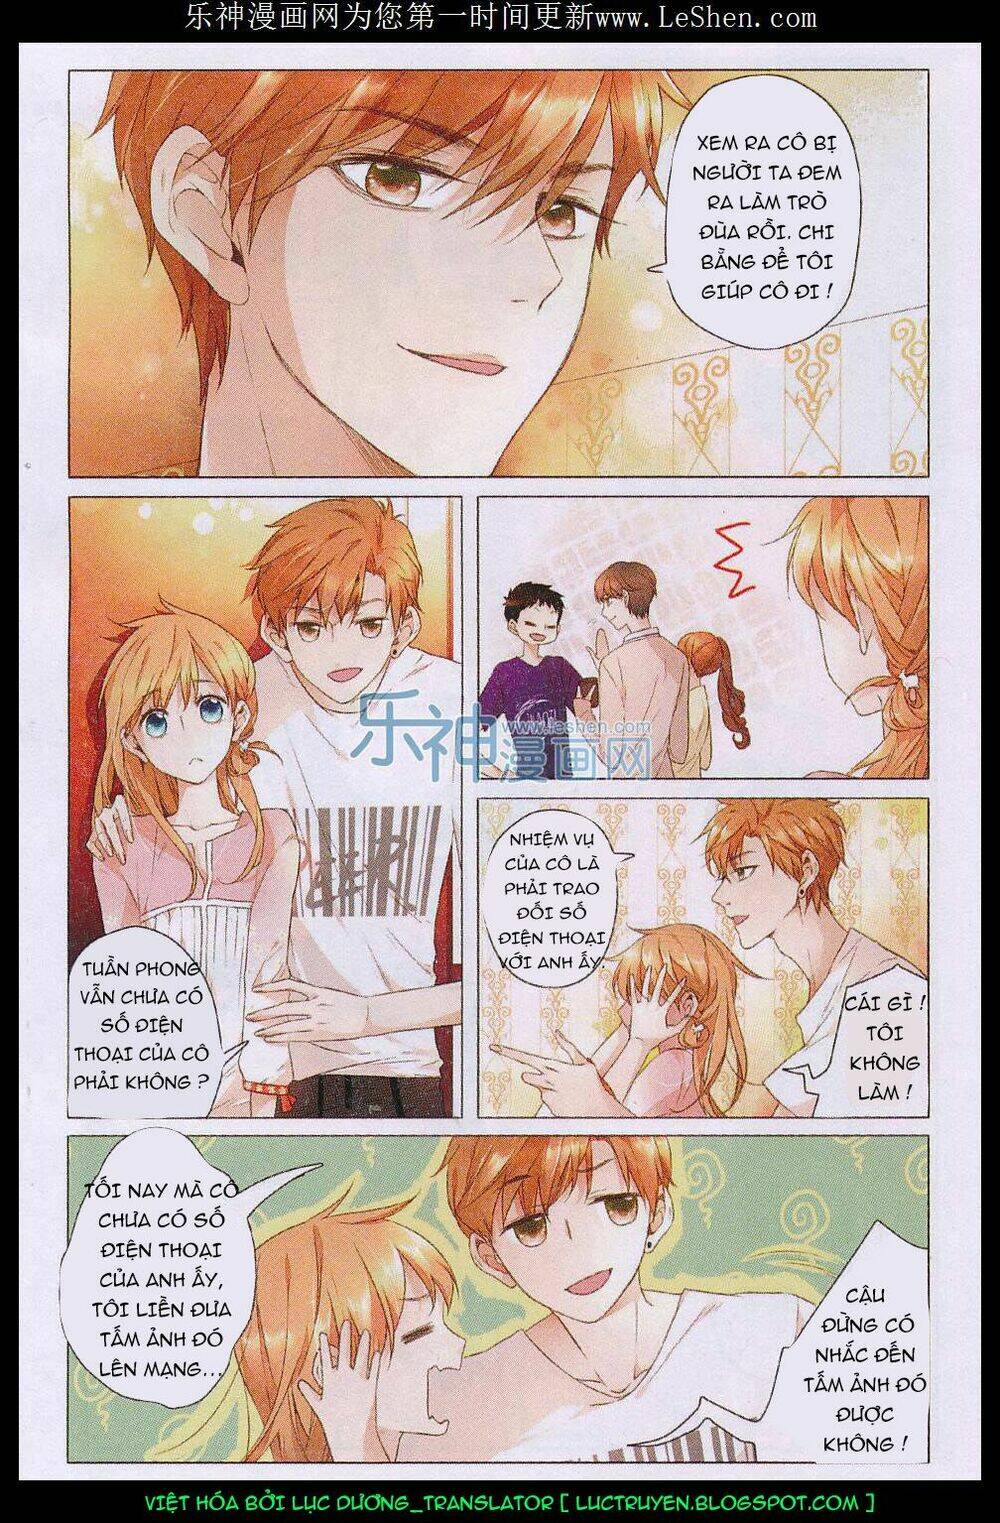 乐神漫画网为您第一时间更新www.LeShen.com
XEM RA CÔ BỊ
NGƯỜI TA ĐEM
RA LÀM TRÒ
ĐÙA RỒI. CHI
BẰNG ĐỂ TÔI
GIÚP CÔ ĐI !
TUẤN PHONG
VẪN CHƯA CÓ
SỐ ĐIỆN
THOẠI CỦA CÔ
PHẢI KHÔNG ?
乐神漫画网
www.leshen.com
NHIỆM VỤ
CỦA CÔ LÀ
PHẢI TRAO
ĐỔI SỐ
ĐIỆN THOẠI
VỚI ANH ẤY.
CÁI GÌ !
TÔI
KHÔNG
LÀM !
TỐI NAY MÀ CÔ
CHƯA CÓ SỐ
ĐIỆN THOẠI
CỦA ANH ẤY,
TÔI LIỀN ĐƯA
TẤM ẢNH ĐÓ
LÊN MẠNG...
CẬU
ĐỪNG CÓ
NHẮC ĐẾN
TẤM ẢNH ĐÓ
ĐƯỢC
KHÔNG !
VIỆT HÓA BỞI LỤC DƯƠNG_TRANSLATOR [ LUCTRUYEN.BLOGSPOT.COM ]